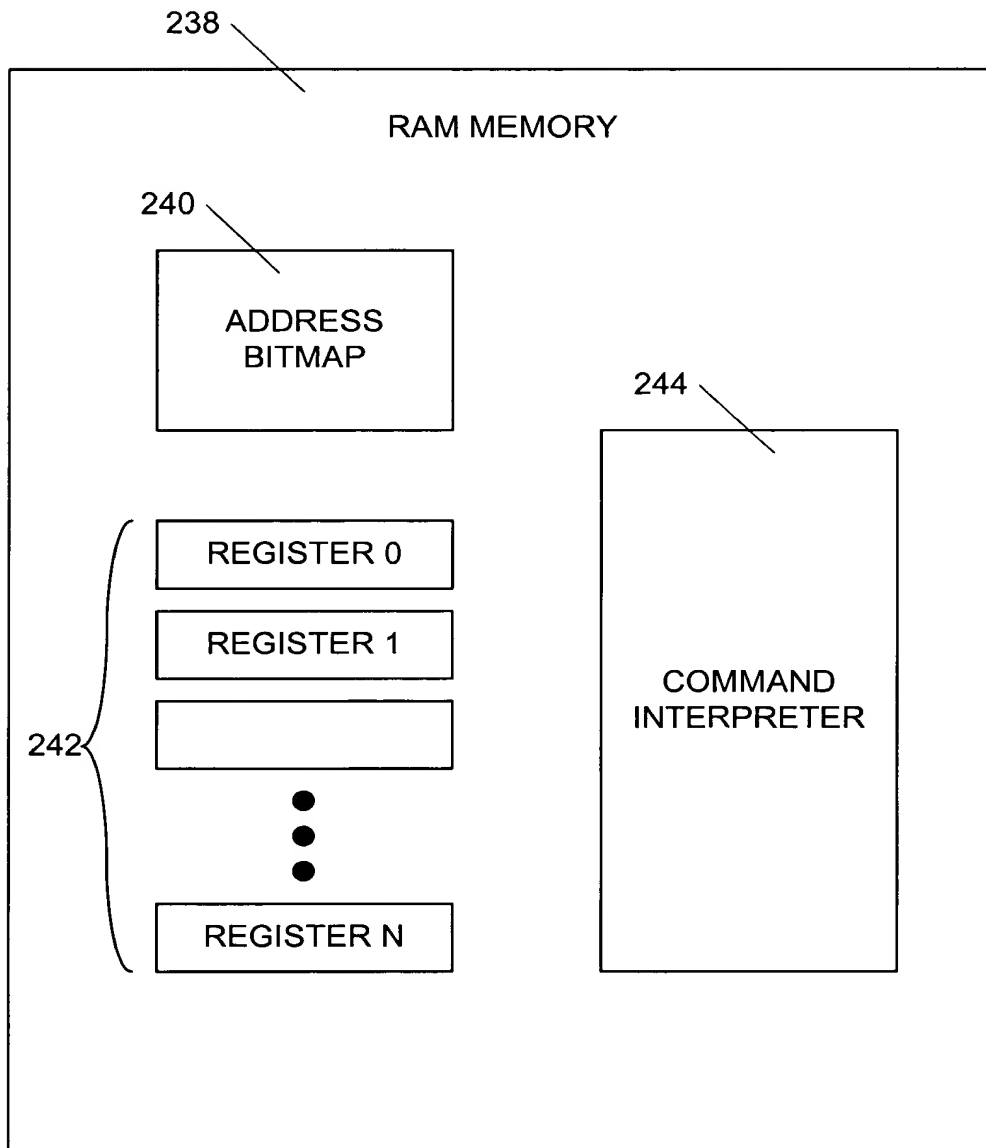 238
RAM MEMORY
240
ADDRESS
BITMAP
244
REGISTER 0
REGISTER 1
COMMAND
INTERPRETER
242
REGISTER N